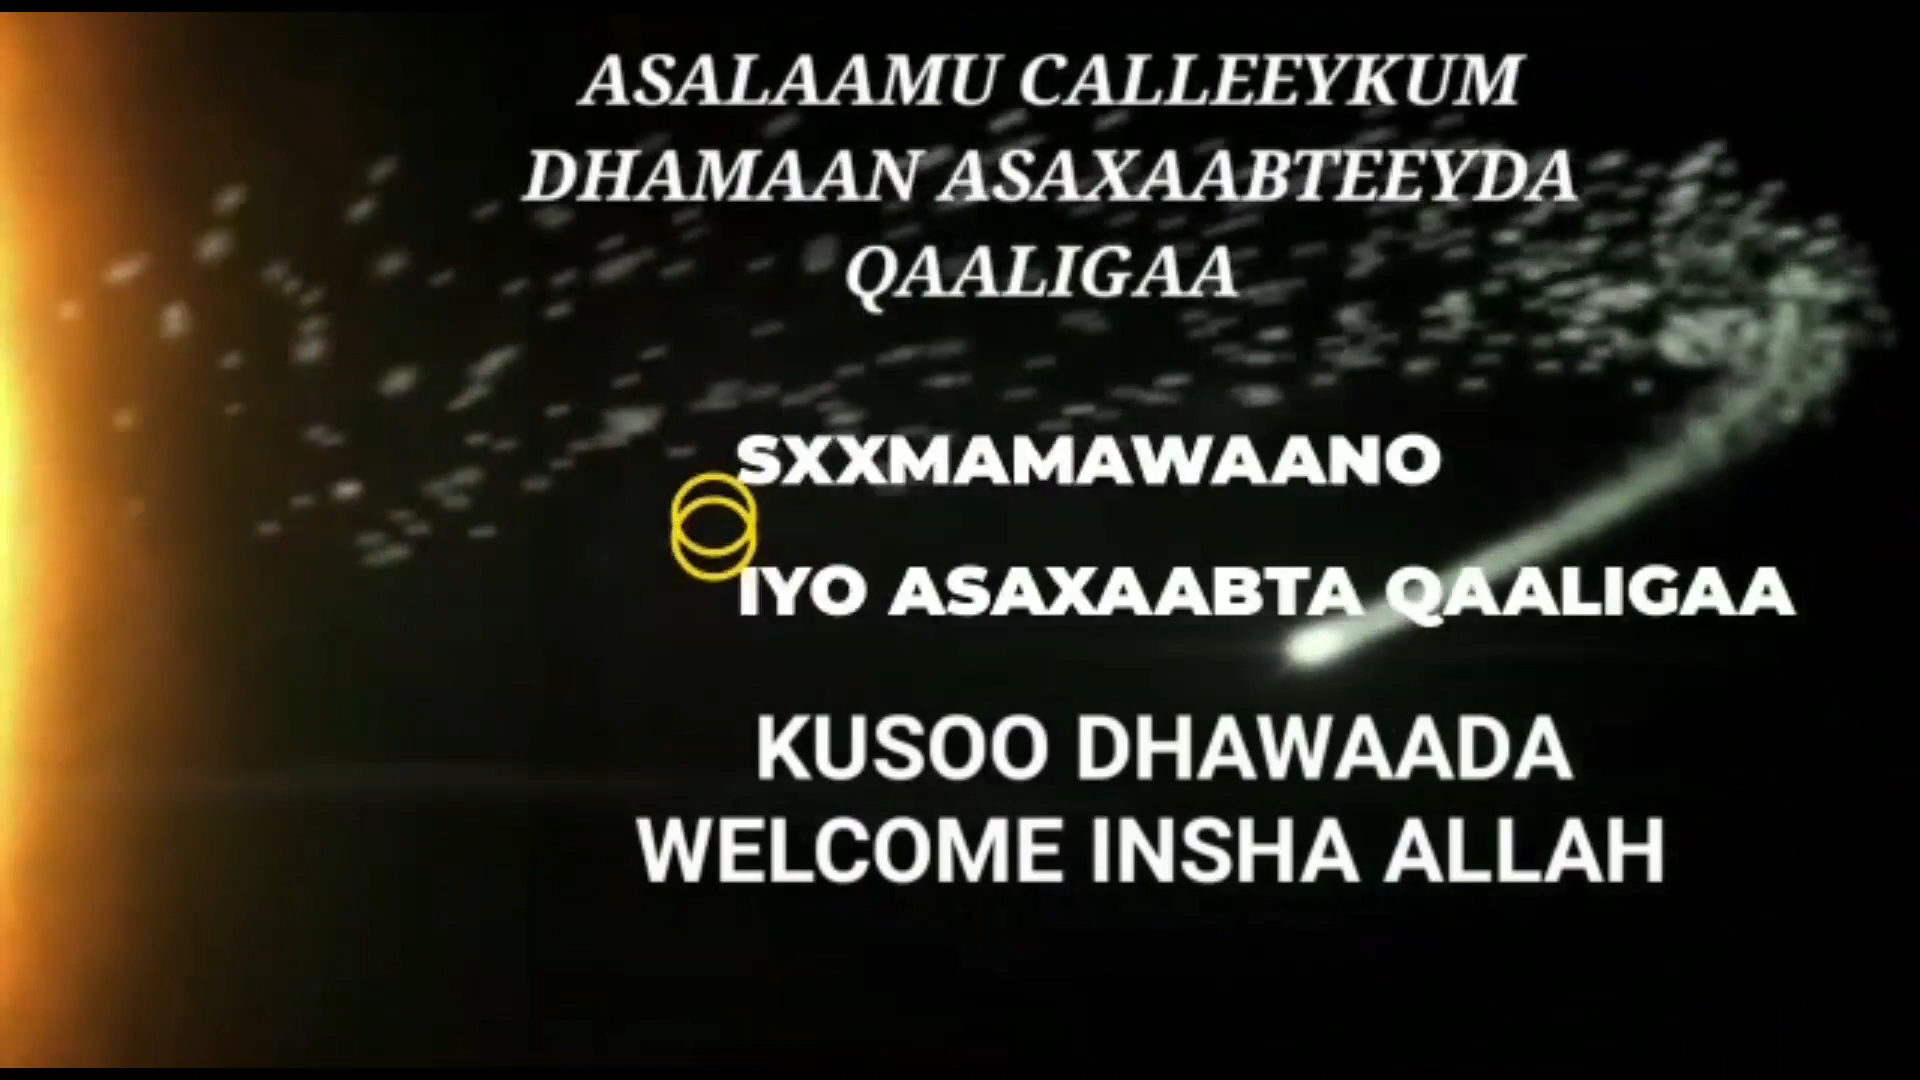 ASALAAMU CALLEEYKUM
DHAMAAN ASAXAABTEEYDA
QAALIGAA
SXXMAMAWAANO
IYO ASAXAABTA QAALIGAA
KUSOO DHAWAADA
WELCOME INSHA ALLAH